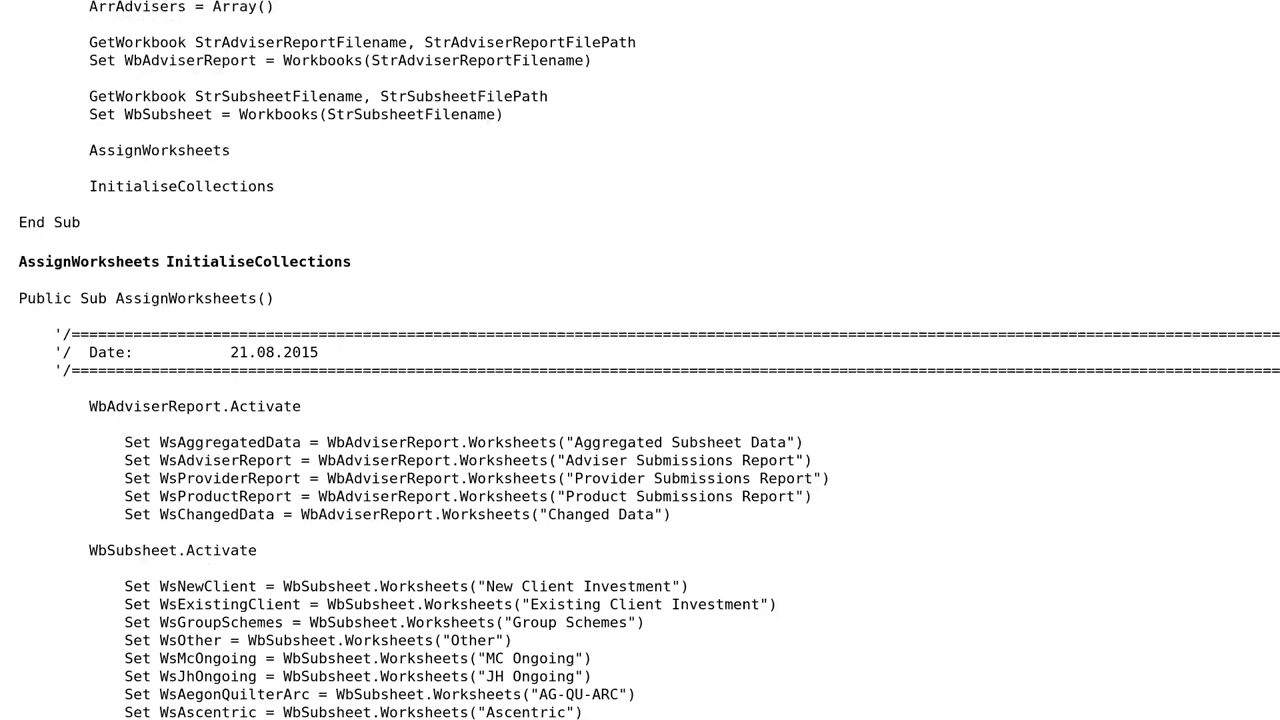 ArrAdvisers = Array()
GetWorkbook StrAdviserReportFilename, StrAdviserReportFilePath
Set WbAdviserReport = Workbooks(StrAdviserReportFilename)
GetWorkbook StrSubsheetFilename, StrSubsheetFilePath
Set WbSubsheet = Workbooks(StrSubsheetFilename)
AssignWorksheets
InitialiseCollections
End Sub
AssignWorksheets InitialiseCollections
Public Sub AssignWorksheets()
'/==========================================================================================================================================
'/  Date:           21.08.2015
'/==========================================================================================================================================
WbAdviserReport.Activate
Set WsAggregatedData = WbAdviserReport.Worksheets("Aggregated Subsheet Data")
Set WsAdviserReport = WbAdviserReport.Worksheets("Adviser Submissions Report")
Set WsProviderReport = WbAdviserReport.Worksheets("Provider Submissions Report")
Set WsProductReport = WbAdviserReport.Worksheets("Product Submissions Report")
Set WsChangedData = WbAdviserReport.Worksheets("Changed Data")
WbSubsheet.Activate
Set WsNewClient = WbSubsheet.Worksheets("New Client Investment")
Set WsExistingClient = WbSubsheet.Worksheets("Existing Client Investment")
Set WsGroupSchemes = WbSubsheet.Worksheets("Group Schemes")
Set WsOther = WbSubsheet.Worksheets("Other")
Set WsMcOngoing = WbSubsheet.Worksheets("MC Ongoing")
Set WsJhOngoing = WbSubsheet.Worksheets("JH Ongoing")
Set WsAegonQuilterArc = WbSubsheet.Worksheets("AG-QU-ARC")
Set WsAscentric = WbSubsheet.Worksheets("Ascentric")